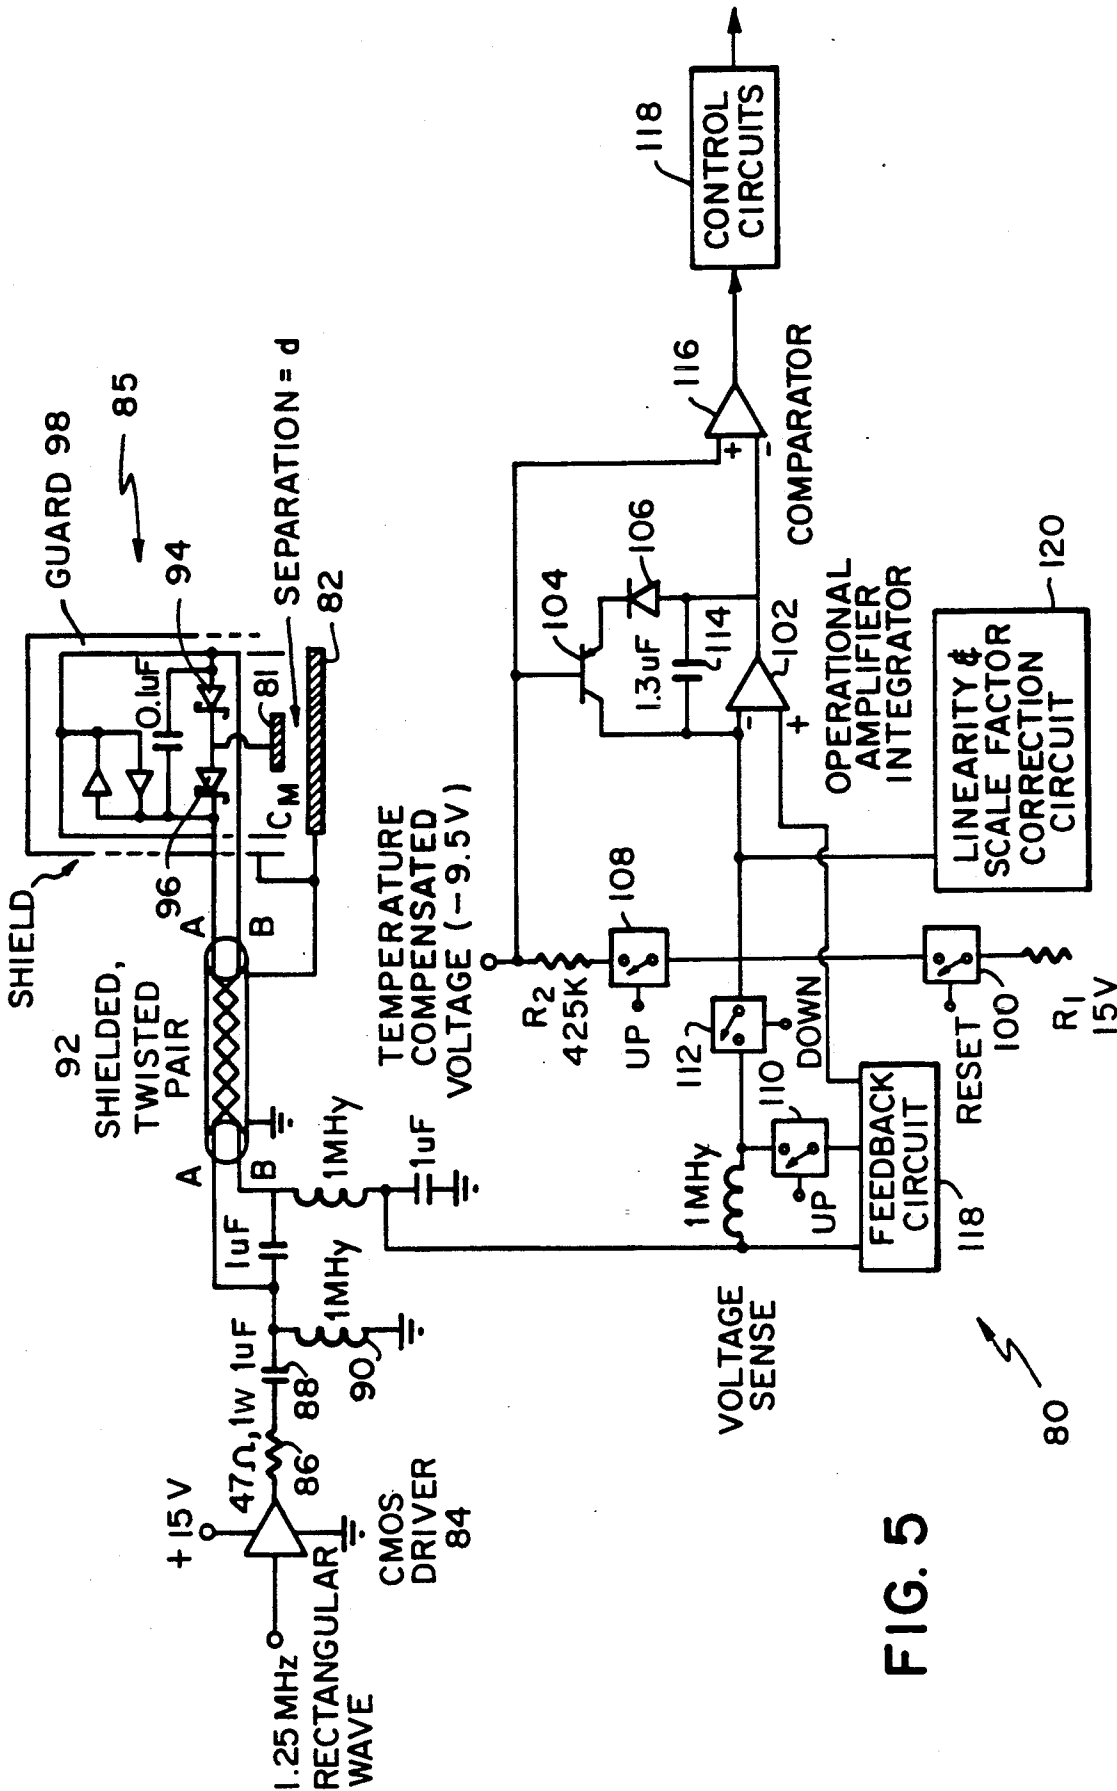 1.25 MHz
RECTANGULAR
WAVE
+15V
47Ω, 1W
86
CMOS
DRIVER
84
1uF
88
1MHy
90
1uF
A
B
1MHy
1uF
92
SHIELDED,
TWISTED
PAIR
A
B
SHIELD
GUARD 98
85
94
0.1uF
96
81
SEPARATION = d
CM
82
TEMPERATURE
COMPENSATED
VOLTAGE (-9.5V)
R2
425K
UP
108
104
106
1.3uF
114
102
-
+
OPERATIONAL
AMPLIFIER
INTEGRATOR
116
+
-
COMPARATOR
118
CONTROL
CIRCUITS
VOLTAGE
SENSE
1MHy
112
DOWN
110
UP
FEEDBACK
CIRCUIT
118
RESET
100
R1
15V
LINEARITY &
SCALE FACTOR
CORRECTION
CIRCUIT
120
80
FIG. 5